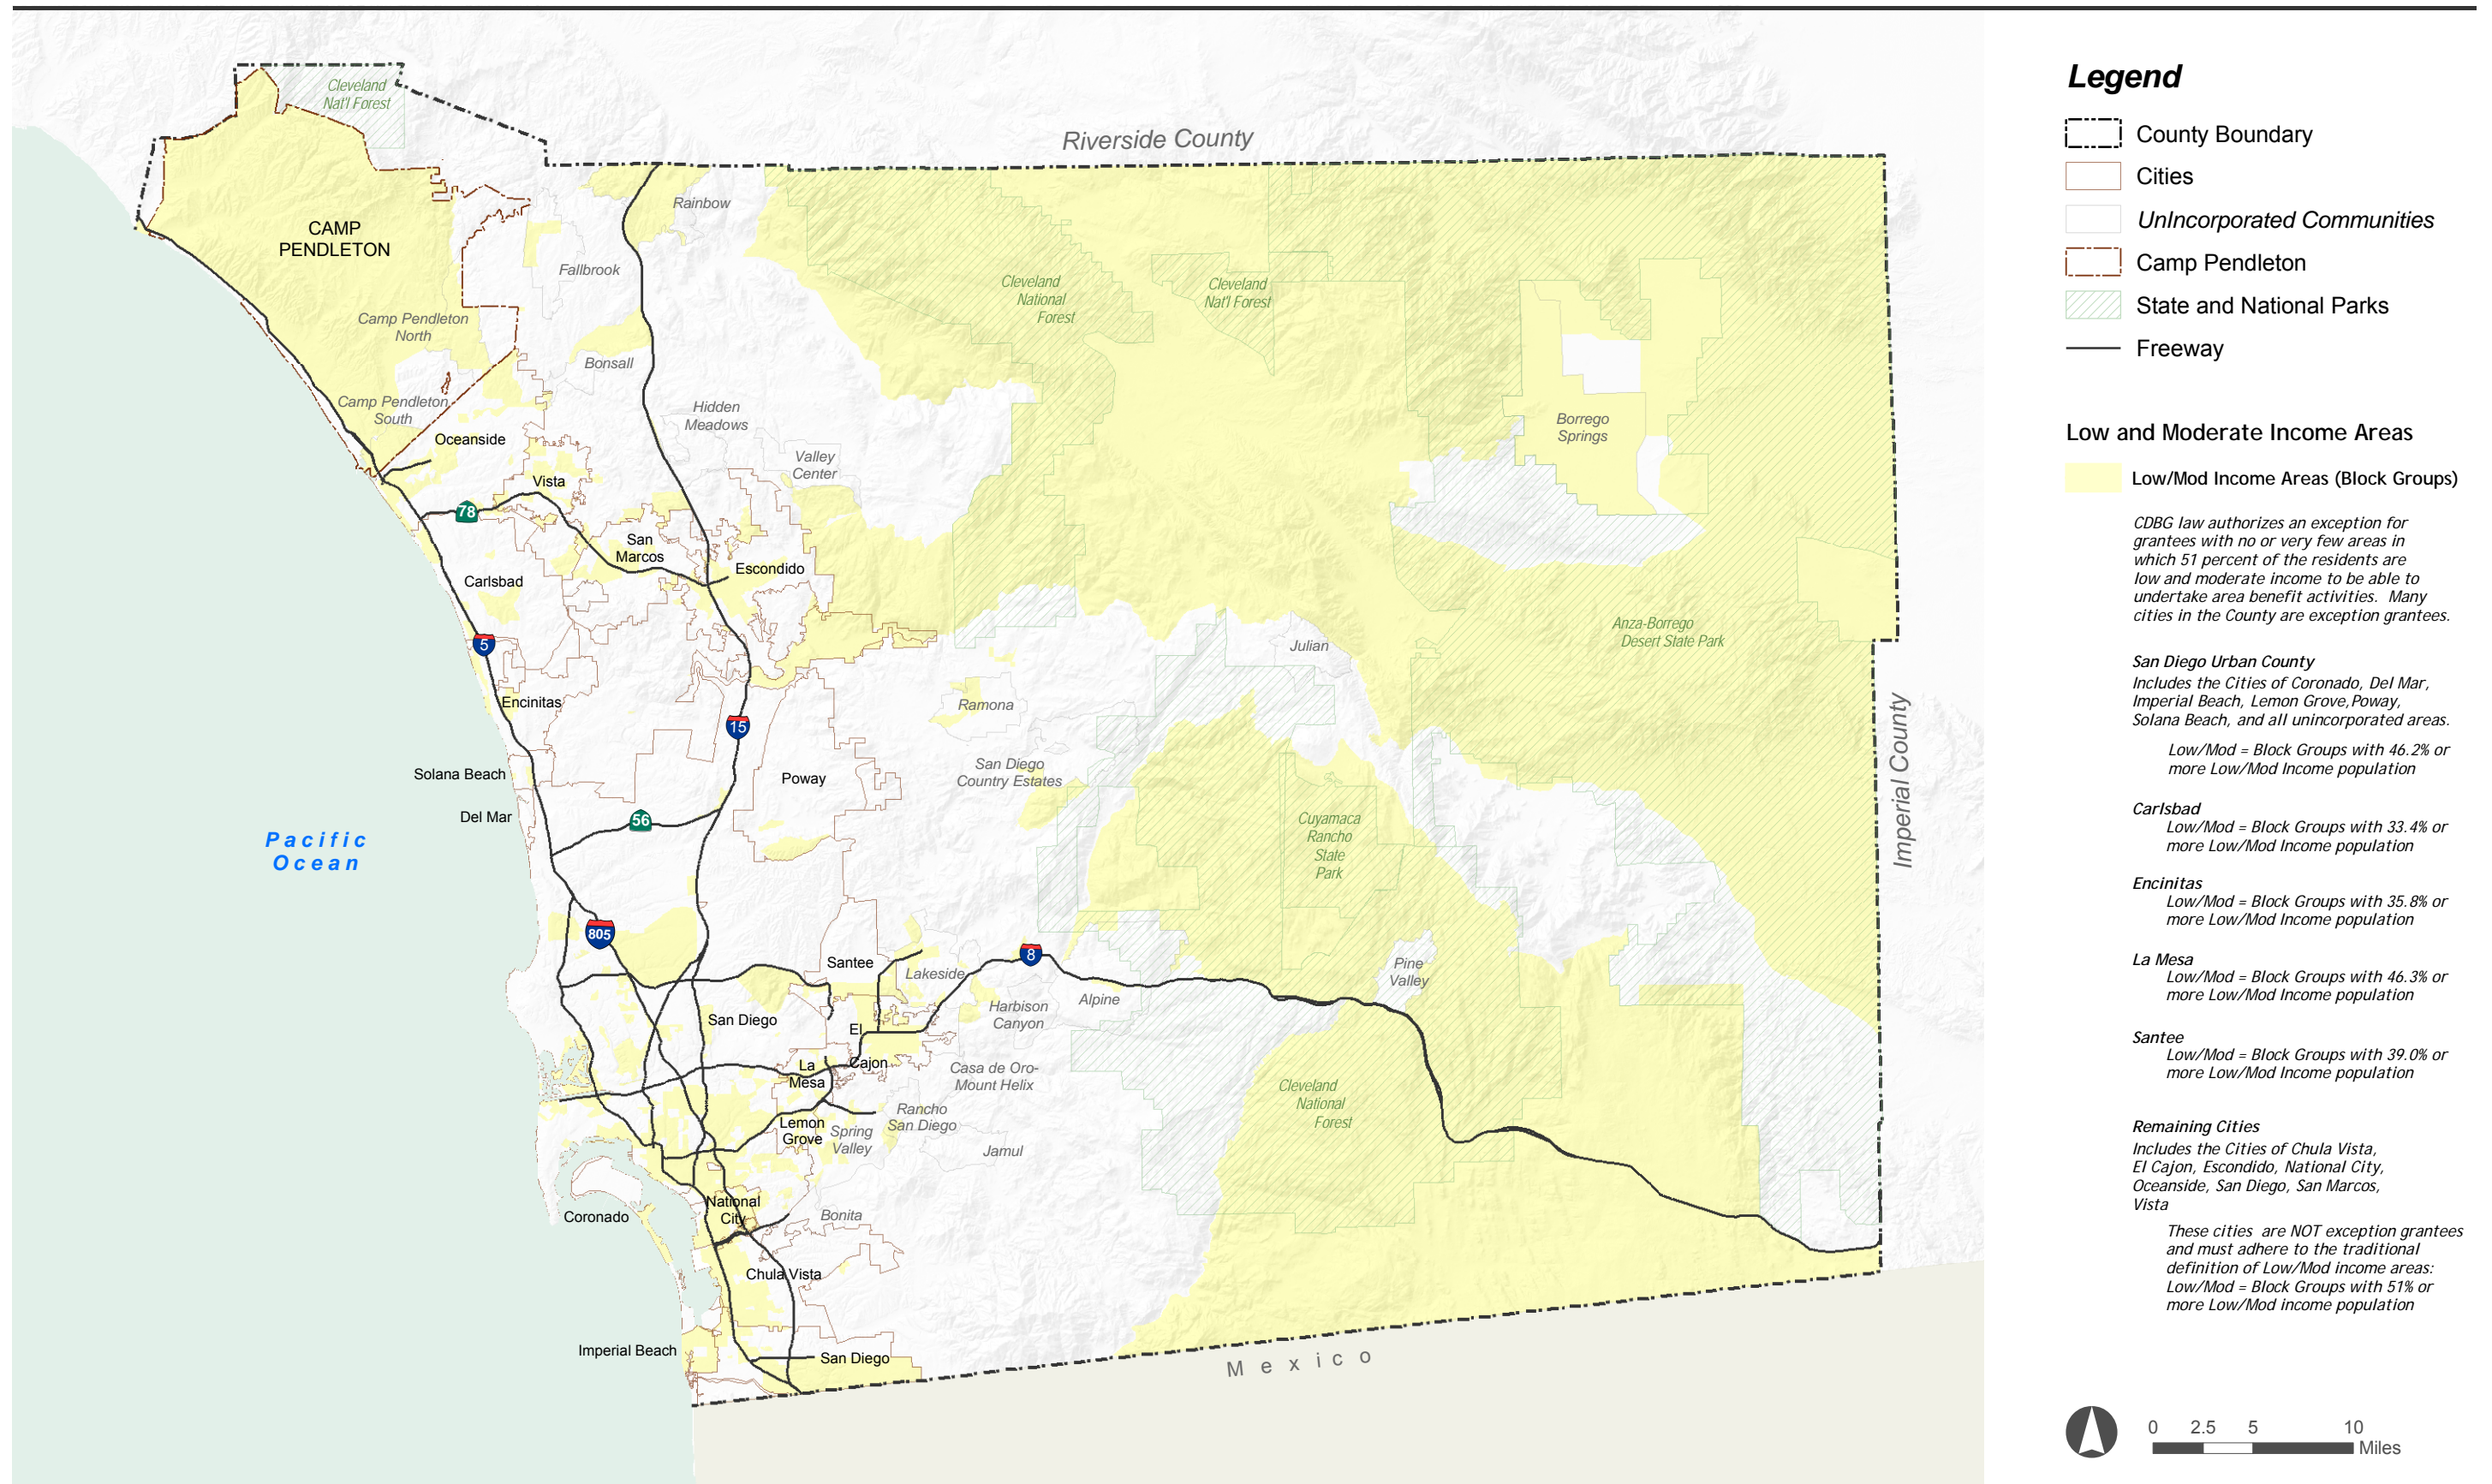 Riverside County
Cleveland
Nat'l Forest
CAMP
PENDLETON
Rainbow
Fallbrook
Camp Pendleton
North
Bonsall
Camp Pendleton
South
Cleveland
National
Forest
Cleveland
Nat'l Forest
Hidden
Meadows
Borrego
Springs
Oceanside
Valley
Center
Vista
78
San
Marcos
Escondido
Carlsbad
5
Anza-Borrego
Desert State Park
Julian
Encinitas
Ramona
15
Imperial County
Solana Beach
San Diego
Country Estates
Poway
Del Mar
56
Pacific
Ocean
Cuyamaca
Rancho
State
Park
805
Santee
Lakeside
8
Pine
Valley
Alpine
Harbison
Canyon
San Diego
El
Cajon
La
Mesa
Casa de Oro-
Mount Helix
Cleveland
National
Forest
Rancho
San Diego
Lemon
Grove
Spring
Valley
Jamul
National
City
Coronado
Bonita
Chula Vista
Imperial Beach
San Diego
Mexico
Legend
County Boundary
Cities
UnIncorporated Communities
Camp Pendleton
State and National Parks
Freeway
Low and Moderate Income Areas
Low/Mod Income Areas (Block Groups)
CDBG law authorizes an exception for
grantees with no or very few areas in
which 51 percent of the residents are
low and moderate income to be able to
undertake area benefit activities. Many
cities in the County are exception grantees.
San Diego Urban County
Includes the Cities of Coronado, Del Mar,
Imperial Beach, Lemon Grove,Poway,
Solana Beach, and all unincorporated areas.
Low/Mod = Block Groups with 46.2% or
more Low/Mod Income population
Carlsbad
Low/Mod = Block Groups with 33.4% or
more Low/Mod Income population
Encinitas
Low/Mod = Block Groups with 35.8% or
more Low/Mod Income population
La Mesa
Low/Mod = Block Groups with 46.3% or
more Low/Mod Income population
Santee
Low/Mod = Block Groups with 39.0% or
more Low/Mod Income population
Remaining Cities
Includes the Cities of Chula Vista,
El Cajon, Escondido, National City,
Oceanside, San Diego, San Marcos,
Vista
These cities are NOT exception grantees
and must adhere to the traditional
definition of Low/Mod income areas:
Low/Mod = Block Groups with 51% or
more Low/Mod income population
0 2.5 5 10
Miles